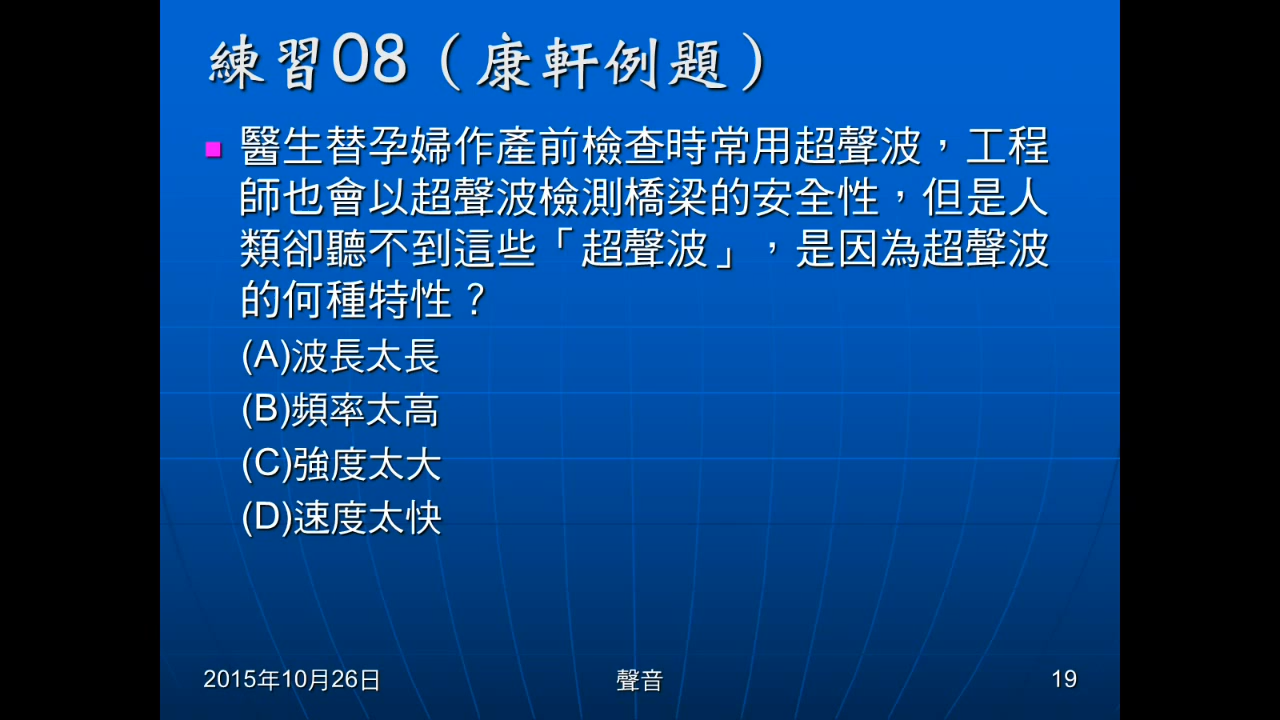 練習08（康軒例題）
醫生替孕婦作產前檢查時常用超聲波，工程
師也會以超聲波檢測橋梁的安全性，但是人
類卻聽不到這些「超聲波」，是因為超聲波
的何種特性？
(A)波長太長
(B)頻率太高
(C)強度太大
(D)速度太快
2015年10月26日
聲音
19